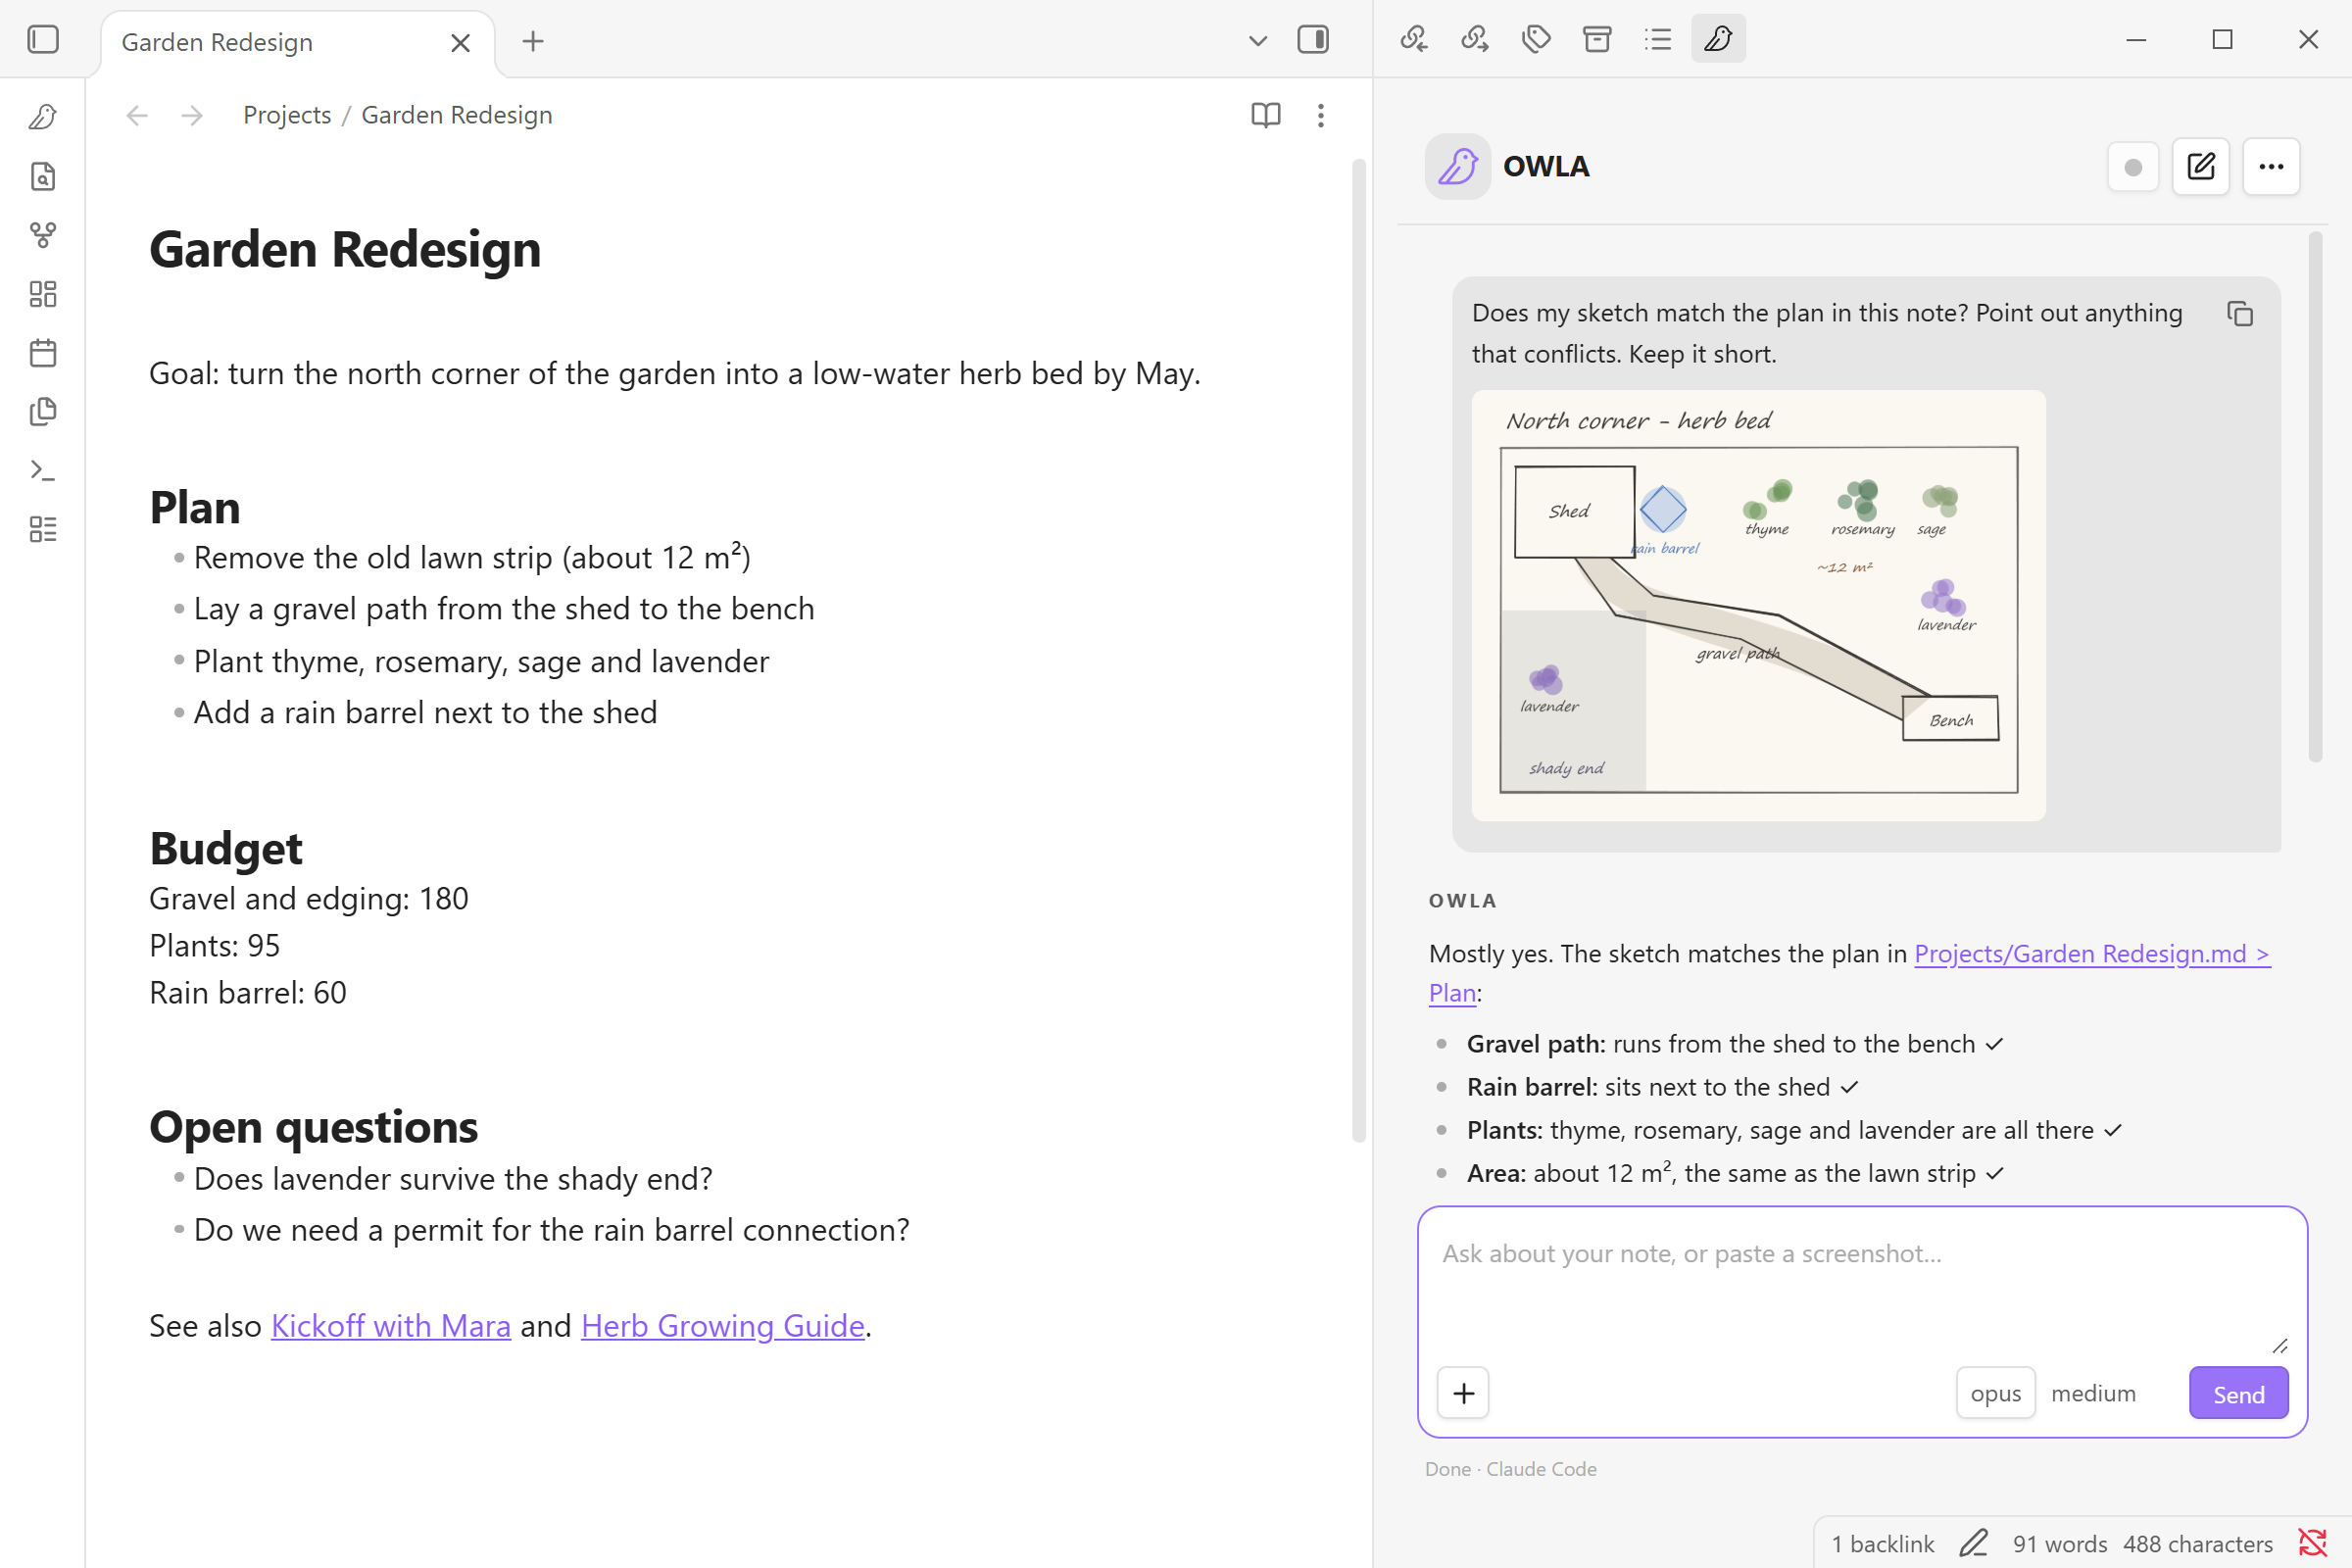 Garden Redesign
Projects / Garden Redesign
Garden Redesign
Goal: turn the north corner of the garden into a low-water herb bed by May.
Plan
Remove the old lawn strip (about 12 m²)
Lay a gravel path from the shed to the bench
Plant thyme, rosemary, sage and lavender
Add a rain barrel next to the shed
Budget
Gravel and edging: 180
Plants: 95
Rain barrel: 60
Open questions
Does lavender survive the shady end?
Do we need a permit for the rain barrel connection?
See also Kickoff with Mara and Herb Growing Guide.
OWLA
Does my sketch match the plan in this note? Point out anything
that conflicts. Keep it short.
North corner - herb bed
Shed
rain barrel
thyme
rosemary
sage
~12 m²
lavender
gravel path
lavender
Bench
shady end
OWLA
Mostly yes. The sketch matches the plan in Projects/Garden Redesign.md >
Plan:
Gravel path: runs from the shed to the bench ✓
Rain barrel: sits next to the shed ✓
Plants: thyme, rosemary, sage and lavender are all there ✓
Area: about 12 m², the same as the lawn strip ✓
Ask about your note, or paste a screenshot...
opus
medium
Send
Done · Claude Code
1 backlink
91 words
488 characters